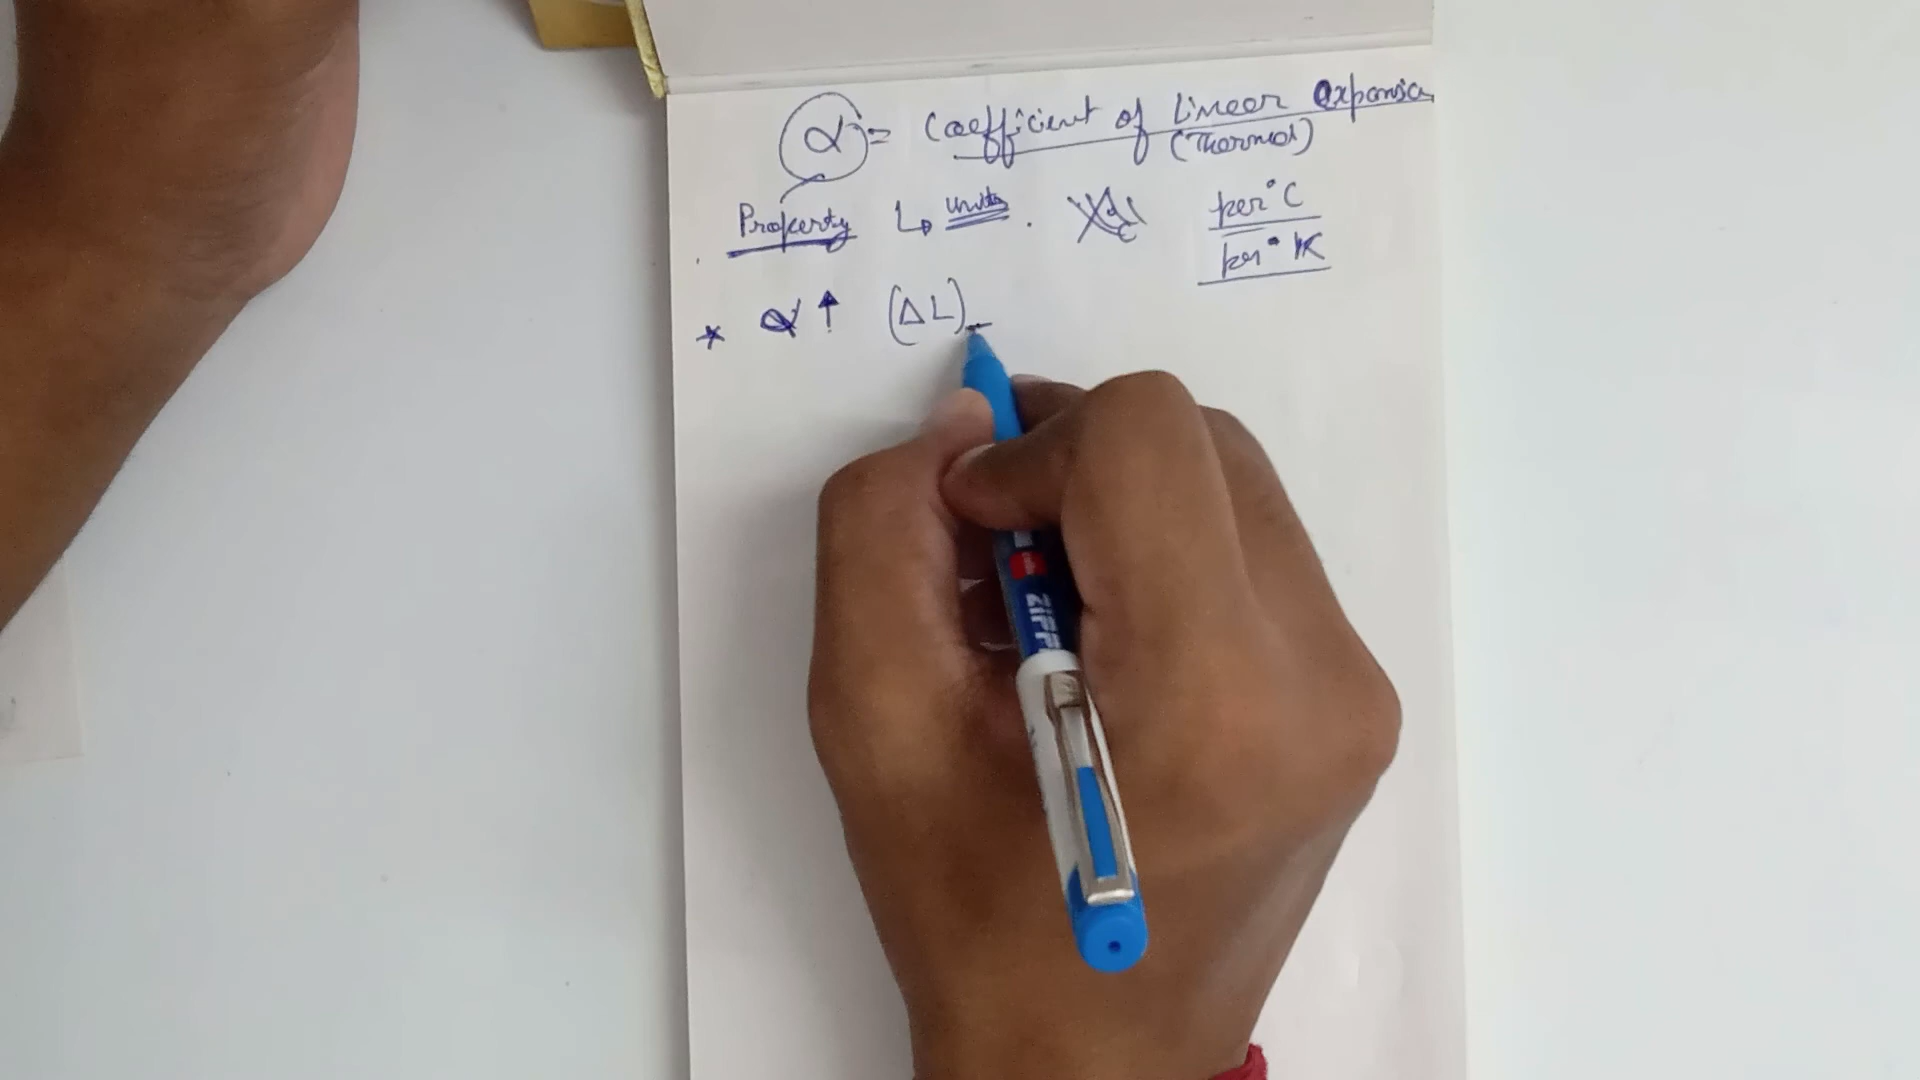 α = Coefficient of Linear expansion
(Thermal)
Property ↳ units. per °C
per ° K
* α ↑ (ΔL)
ZIPP